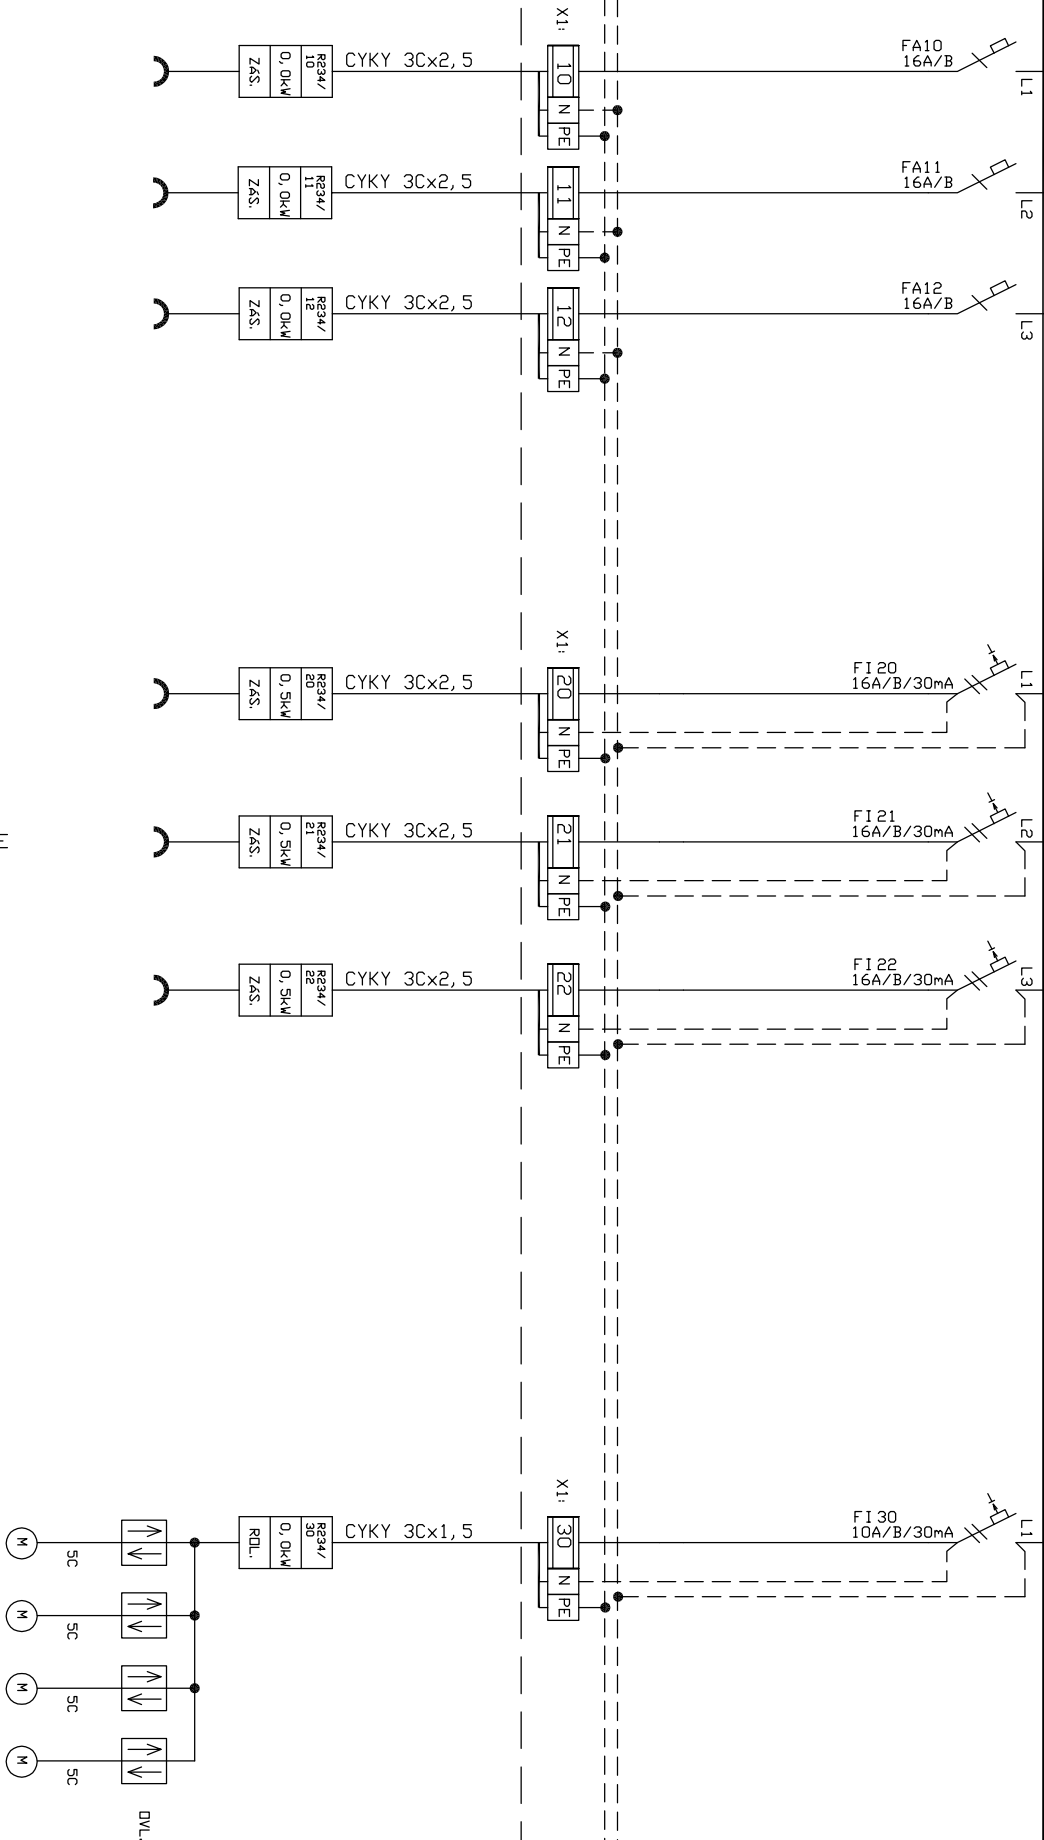 X1:
FA10
16A/B
L1
CYKY 3Cx2,5
R234/
10
0,0kW
ZÁS.
10
N
PE
FA11
16A/B
L2
CYKY 3Cx2,5
R234/
11
0,0kW
ZÁS.
11
N
PE
FA12
16A/B
L3
CYKY 3Cx2,5
R234/
12
0,0kW
ZÁS.
12
N
PE
X1:
FI20
16A/B/30mA
L1
CYKY 3Cx2,5
R234/
20
0,5kW
ZÁS.
20
N
PE
FI21
16A/B/30mA
L2
CYKY 3Cx2,5
R234/
21
0,5kW
ZÁS.
21
N
PE
FI22
16A/B/30mA
L3
CYKY 3Cx2,5
R234/
22
0,5kW
ZÁS.
22
N
PE
X1:
FI30
10A/B/30mA
L1
CYKY 3Cx1,5
R234/
30
0,0kW
ROL.
30
N
PE
M
5C
M
5C
M
5C
M
5C
OVL.